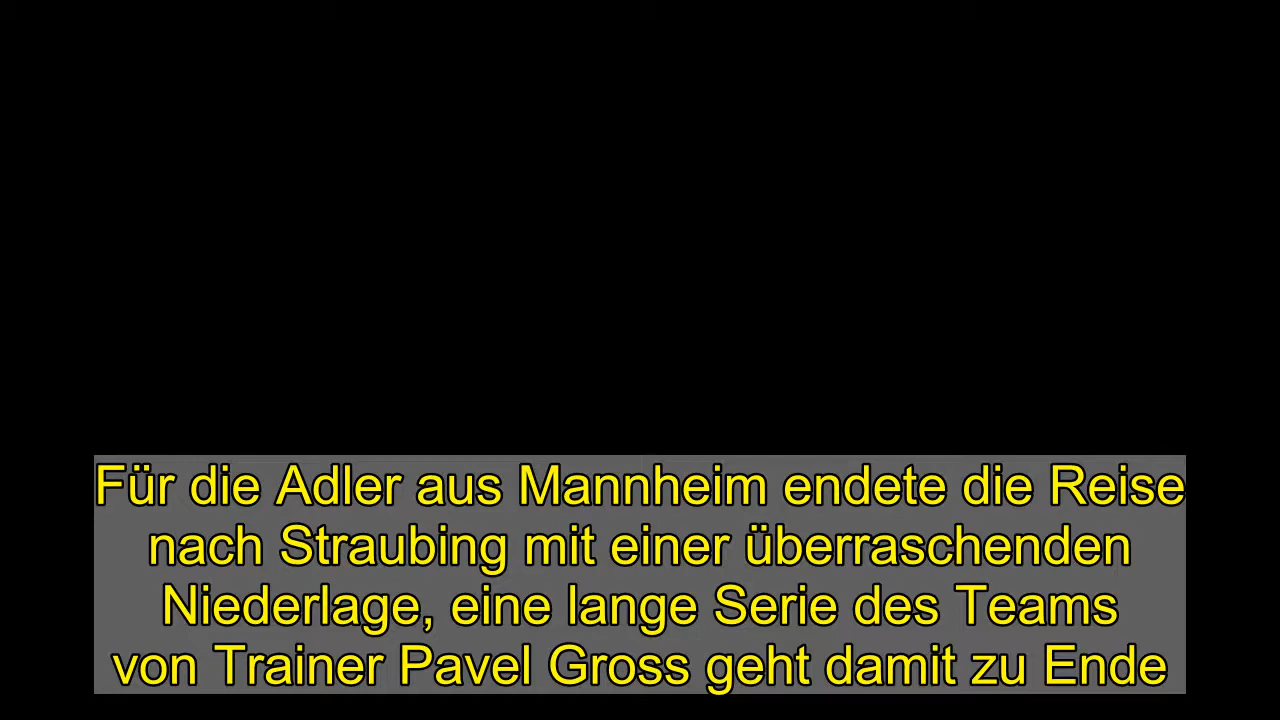 Für die Adler aus Mannheim endete die Reise
nach Straubing mit einer überraschenden
Niederlage, eine lange Serie des Teams
von Trainer Pavel Gross geht damit zu Ende